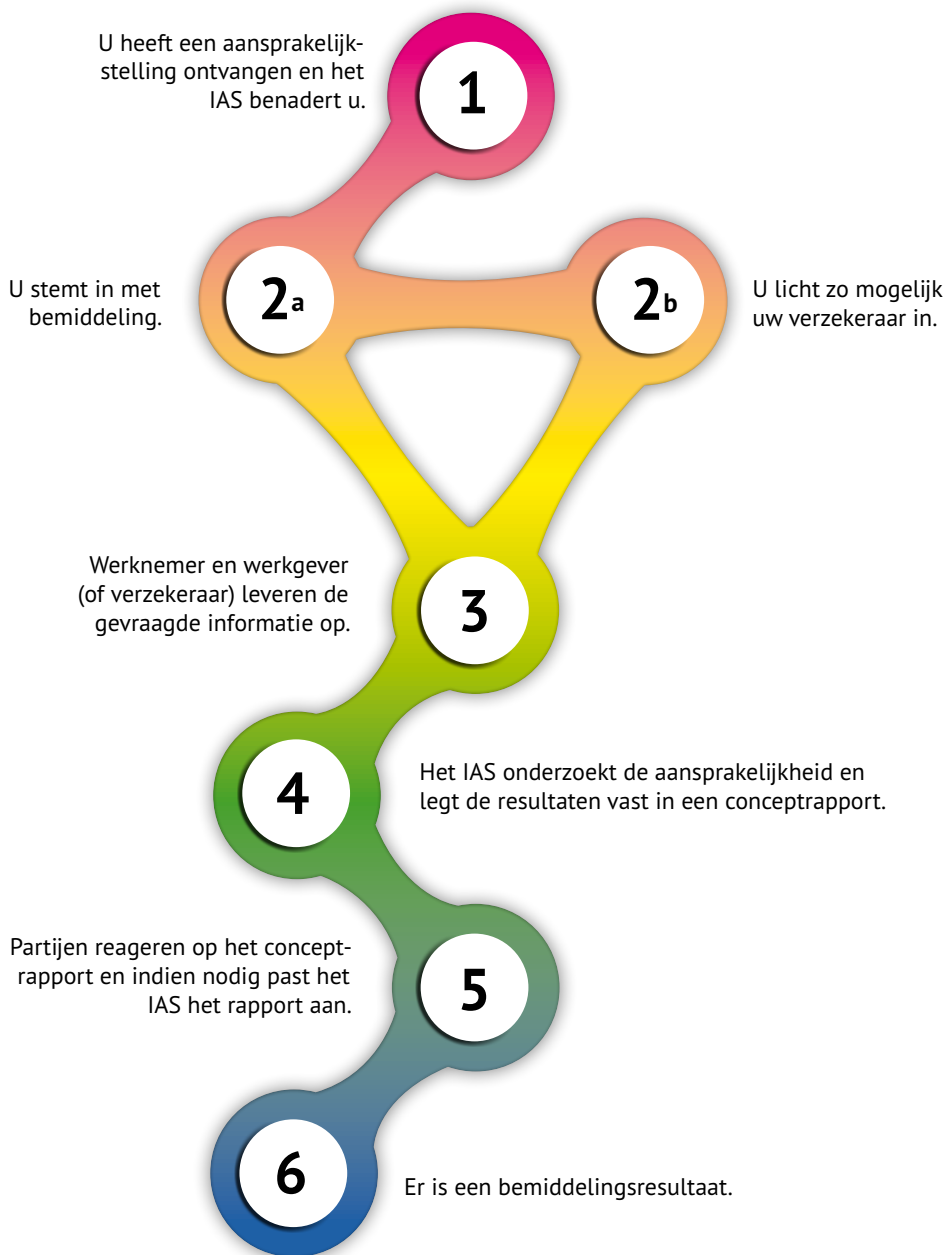 U heeft een aansprakelijk-
stelling ontvangen en het
IAS benadert u.
1
U stemt in met
bemiddeling.
2a
2b
U licht zo mogelijk
uw verzekeraar in.
Werknemer en werkgever
(of verzekeraar) leveren de
gevraagde informatie op.
3
4
Het IAS onderzoekt de aansprakelijkheid en
legt de resultaten vast in een conceptrapport.
Partijen reageren op het concept-
rapport en indien nodig past het
IAS het rapport aan.
5
6
Er is een bemiddelingsresultaat.